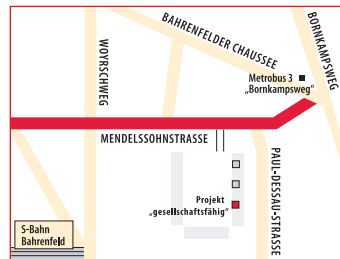 BAHRENFELDER CHAUSSEE
BORNKAMPSWEG
WOYRSCHWEG
Metrobus 3
„Bornkampsweg"
MENDELSSOHNSTRASSE
PAUL-DESSAU-STRASSE
Projekt
„gesellschaftsfähig"
S-Bahn
Bahrenfeld